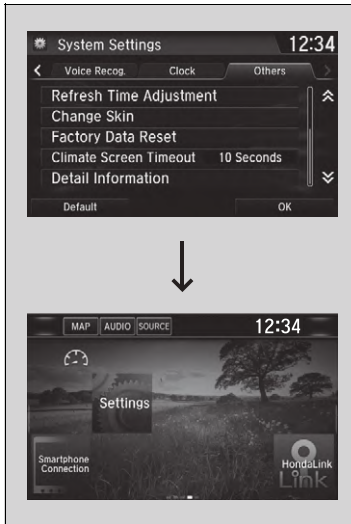 System Settings 12:34
Voice Recog. Clock Others
Refresh Time Adjustment
Change Skin
Factory Data Reset
Climate Screen Timeout 10 Seconds
Detail Information
Default OK
MAP AUDIO SOURCE 12:34
Settings
Smartphone
Connection
HondaLink
Link